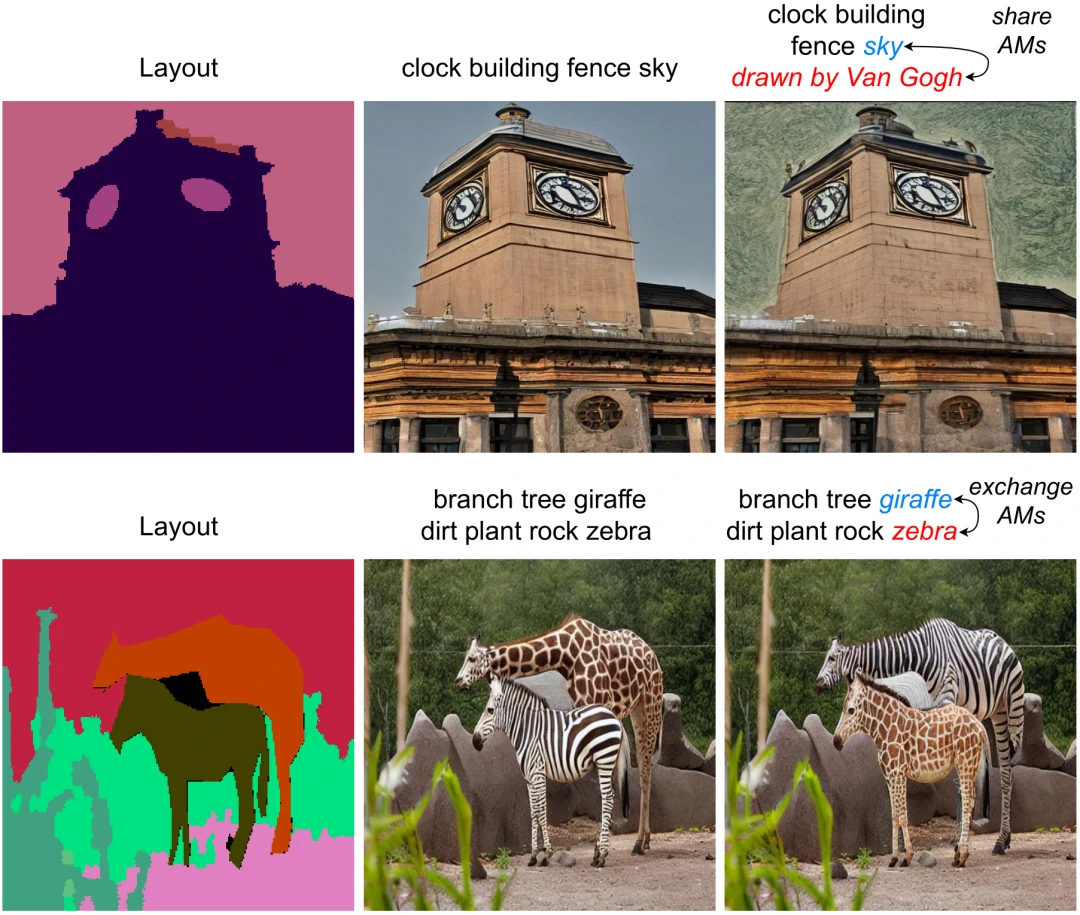 Layout
clock building fence sky
clock building
fence sky
drawn by Van Gogh
share
AMs
Layout
branch tree giraffe
dirt plant rock zebra
branch tree giraffe
dirt plant rock zebra
exchange
AMs